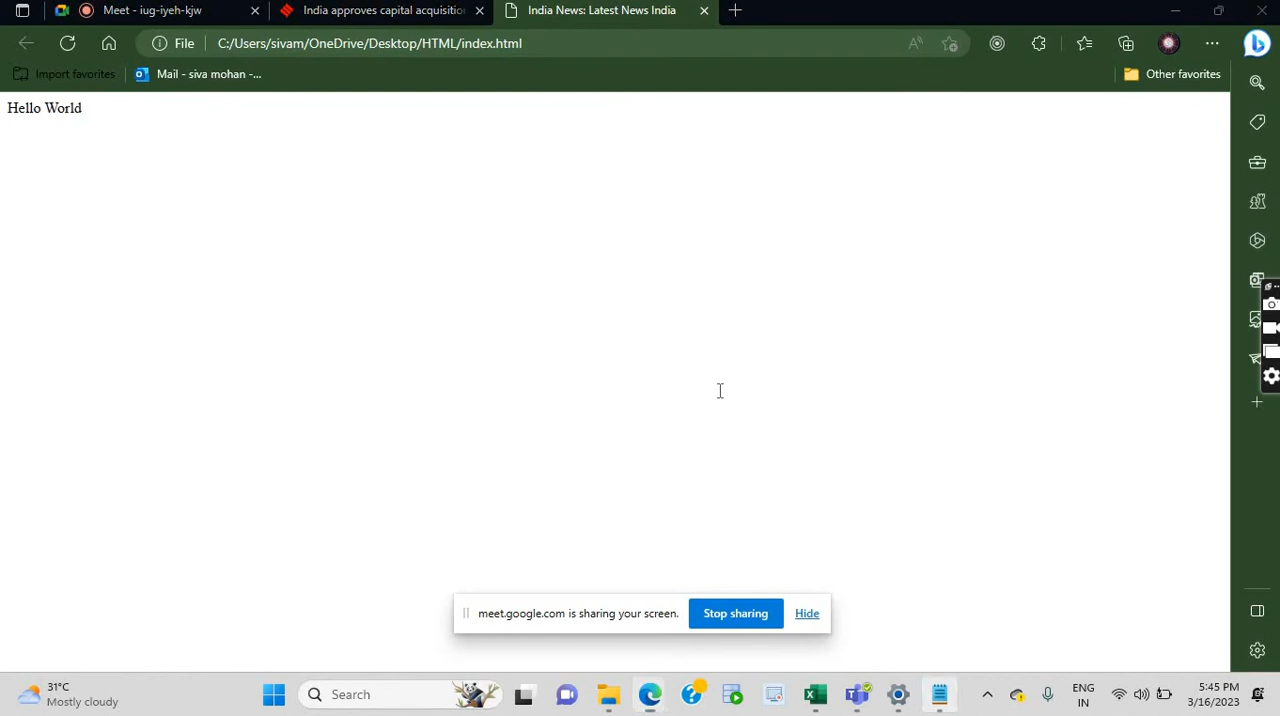 Meet - iug-iyeh-kjw
India approves capital acquisition
India News: Latest News India
File
C:/Users/sivam/OneDrive/Desktop/HTML/index.html
Import favorites
Mail - siva mohan -...
Other favorites
Hello World
meet.google.com is sharing your screen.
Stop sharing
Hide
31°C
Mostly cloudy
Search
ENG
IN
5:45 PM
3/16/2023